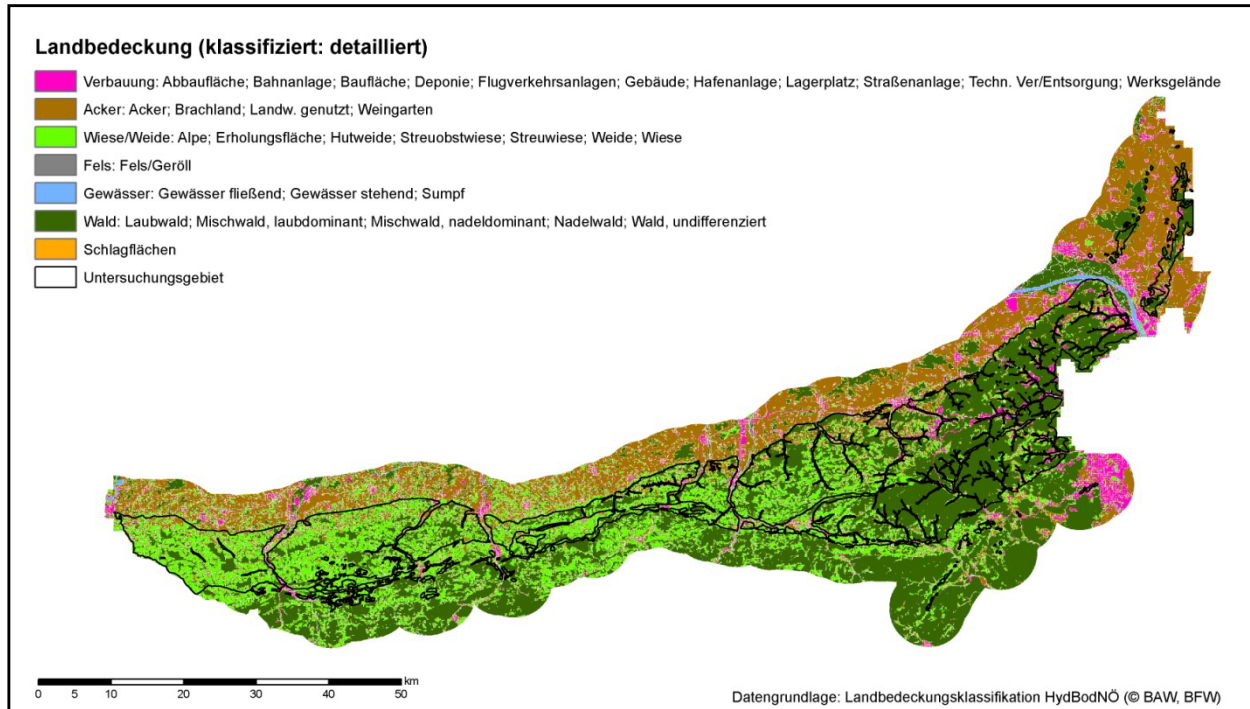 Landbedeckung (klassifiziert: detailliert)
Verbauung: Abbaufläche; Bahnanlage; Baufläche; Deponie; Flugverkehrsanlagen; Gebäude; Hafenanlage; Lagerplatz; Straßenanlage; Techn. Ver/Entsorgung; Werksgelände
Acker: Acker; Brachland; Landw. genutzt; Weingarten
Wiese/Weide: Alpe; Erholungsfläche; Hutweide; Streuobstwiese; Streuwiese; Weide; Wiese
Fels: Fels/Geröll
Gewässer: Gewässer fließend; Gewässer stehend; Sumpf
Wald: Laubwald; Mischwald, laubdominant; Mischwald, nadeldominant; Nadelwald; Wald, undifferenziert
Schlagflächen
Untersuchungsgebiet
km
0 5 10 20 30 40 50
Datengrundlage: Landbedeckungsklassifikation HydBodNÖ (© BAW, BFW)